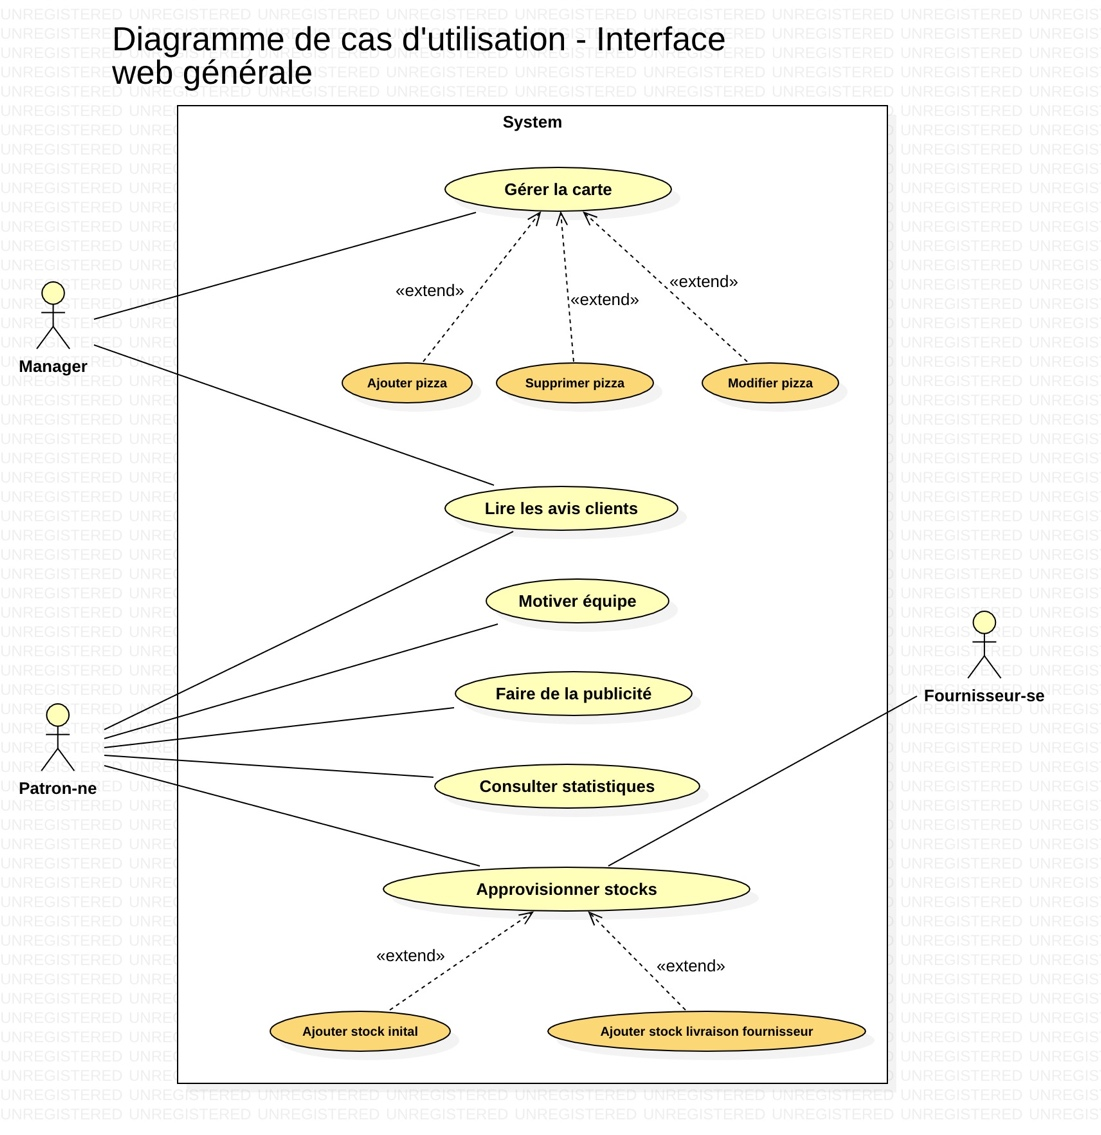 Diagramme de cas d'utilisation - Interface
web générale
System
Gérer la carte
«extend»
«extend»
«extend»
Manager
Ajouter pizza
Supprimer pizza
Modifier pizza
Lire les avis clients
Motiver équipe
Faire de la publicité
Fournisseur-se
Patron-ne
Consulter statistiques
Approvisionner stocks
«extend»
«extend»
Ajouter stock inital
Ajouter stock livraison fournisseur
UNREGISTERED